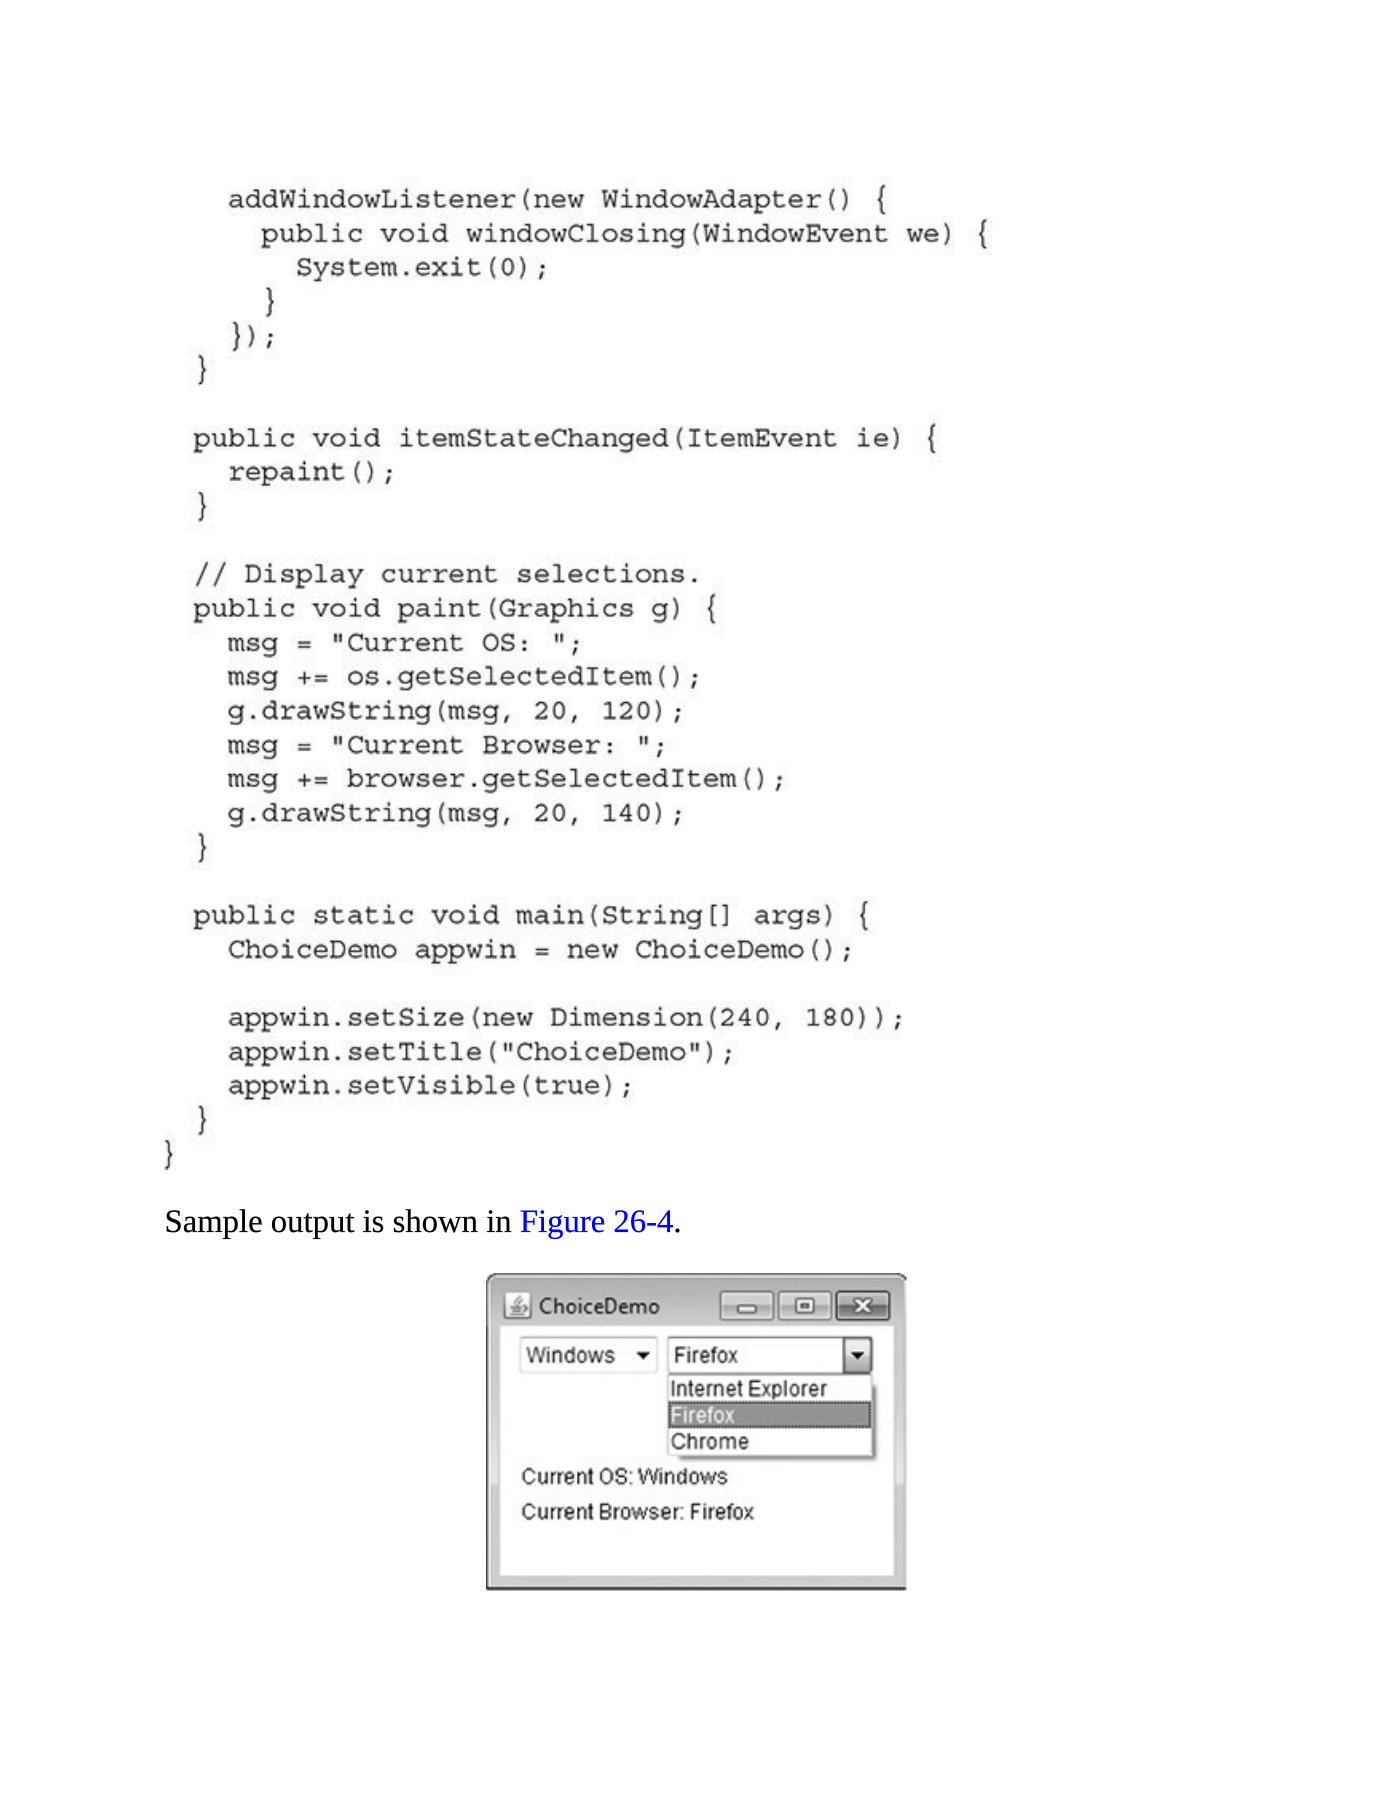 addWindowListener(new WindowAdapter() {
public void windowClosing(WindowEvent we) {
System.exit(0);
}
});
}
public void itemStateChanged(ItemEvent ie) {
repaint();
}
// Display current selections.
public void paint(Graphics g) {
msg = "Current OS: ";
msg += os.getSelectedItem();
g.drawString(msg, 20, 120);
msg = "Current Browser: ";
msg += browser.getSelectedItem();
g.drawString(msg, 20, 140);
}
public static void main(String[] args) {
ChoiceDemo appwin = new ChoiceDemo();
appwin.setSize(new Dimension(240, 180));
appwin.setTitle("ChoiceDemo");
appwin.setVisible(true);
}
}
Sample output is shown in Figure 26-4.
ChoiceDemo
Windows Firefox
Internet Explorer
Firefox
Chrome
Current OS: Windows
Current Browser: Firefox